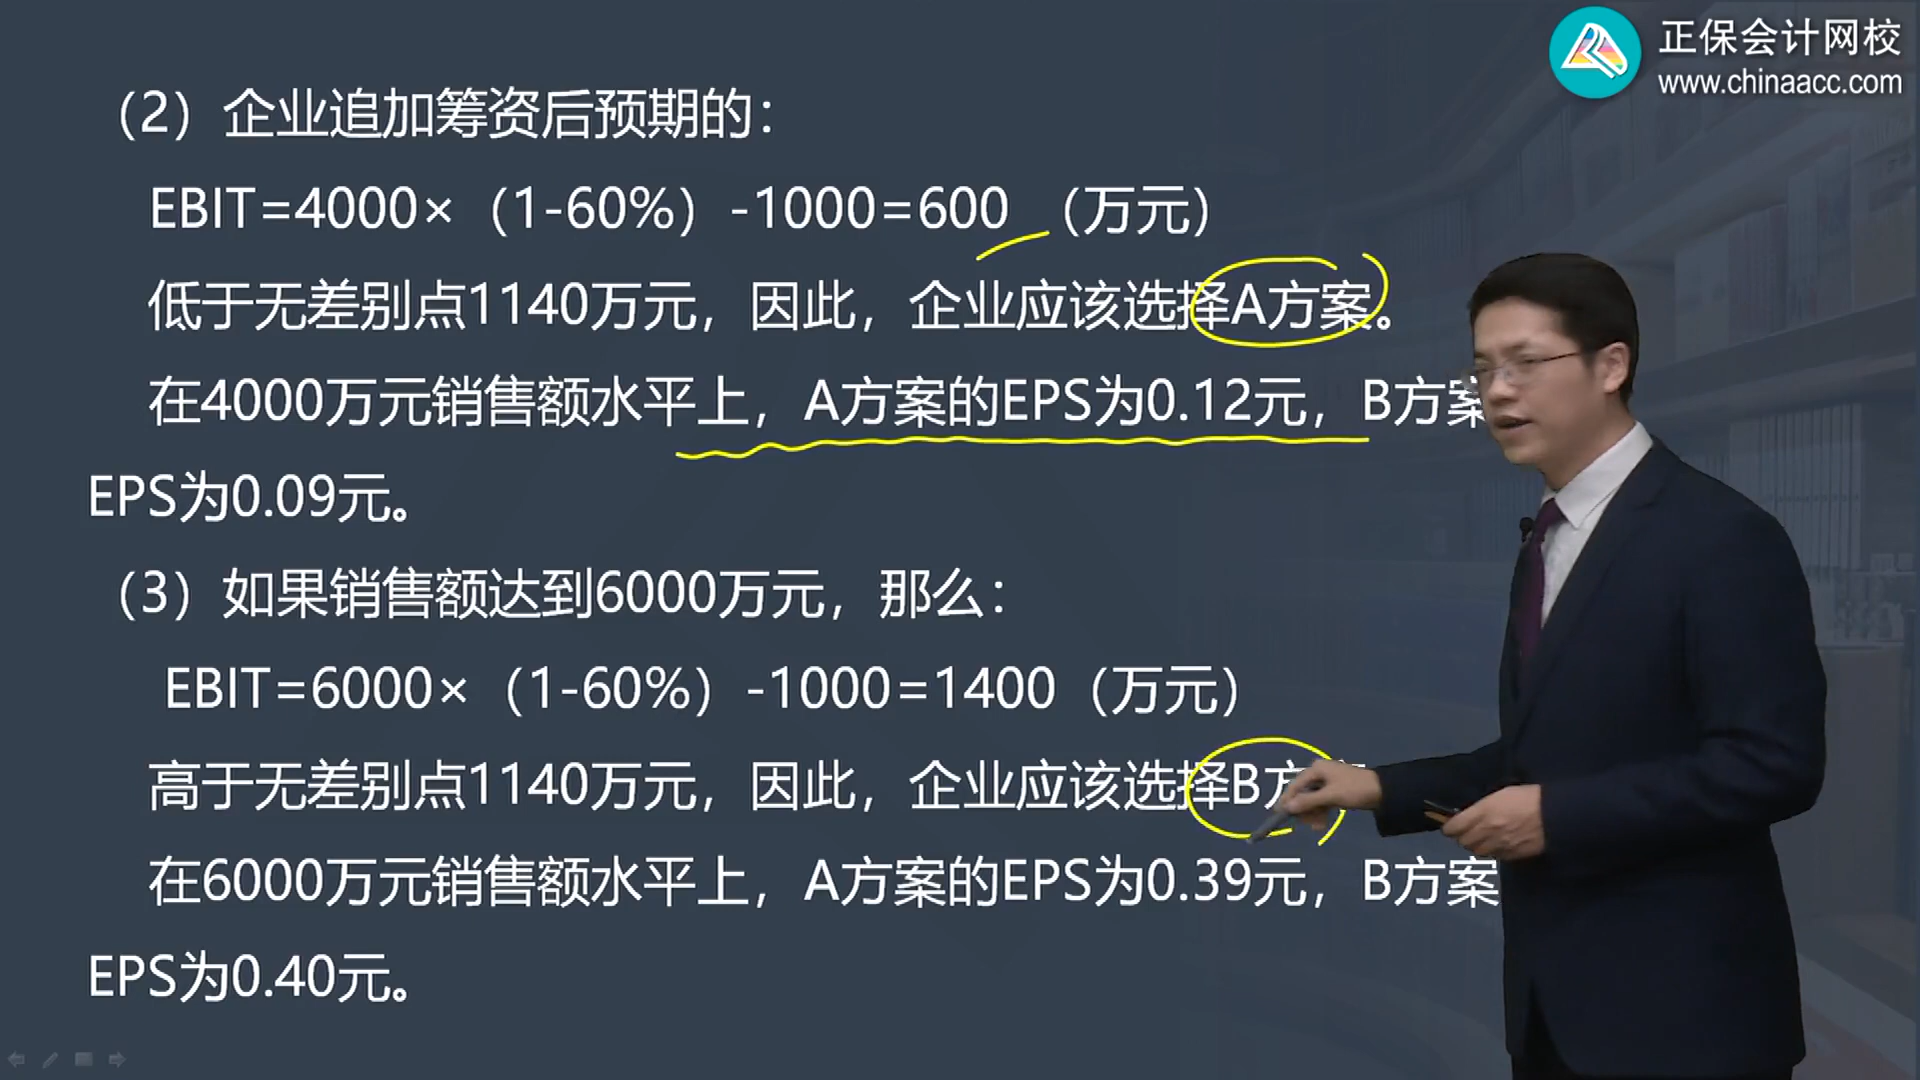 正保会计网校
www.chinaacc.com
（2）企业追加筹资后预期的：
EBIT=4000×（1-60%）-1000=600 （万元）
低于无差别点1140万元，因此，企业应该选择A方案。
在4000万元销售额水平上，A方案的EPS为0.12元，B方案
EPS为0.09元。
（3）如果销售额达到6000万元，那么：
EBIT=6000×（1-60%）-1000=1400（万元）
高于无差别点1140万元，因此，企业应该选择B方
在6000万元销售额水平上，A方案的EPS为0.39元，B方案
EPS为0.40元。